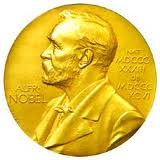 ALFR·
NOBEL
NAT·
MDCCC
XXXIII
OB·
MDCCC
XCVI